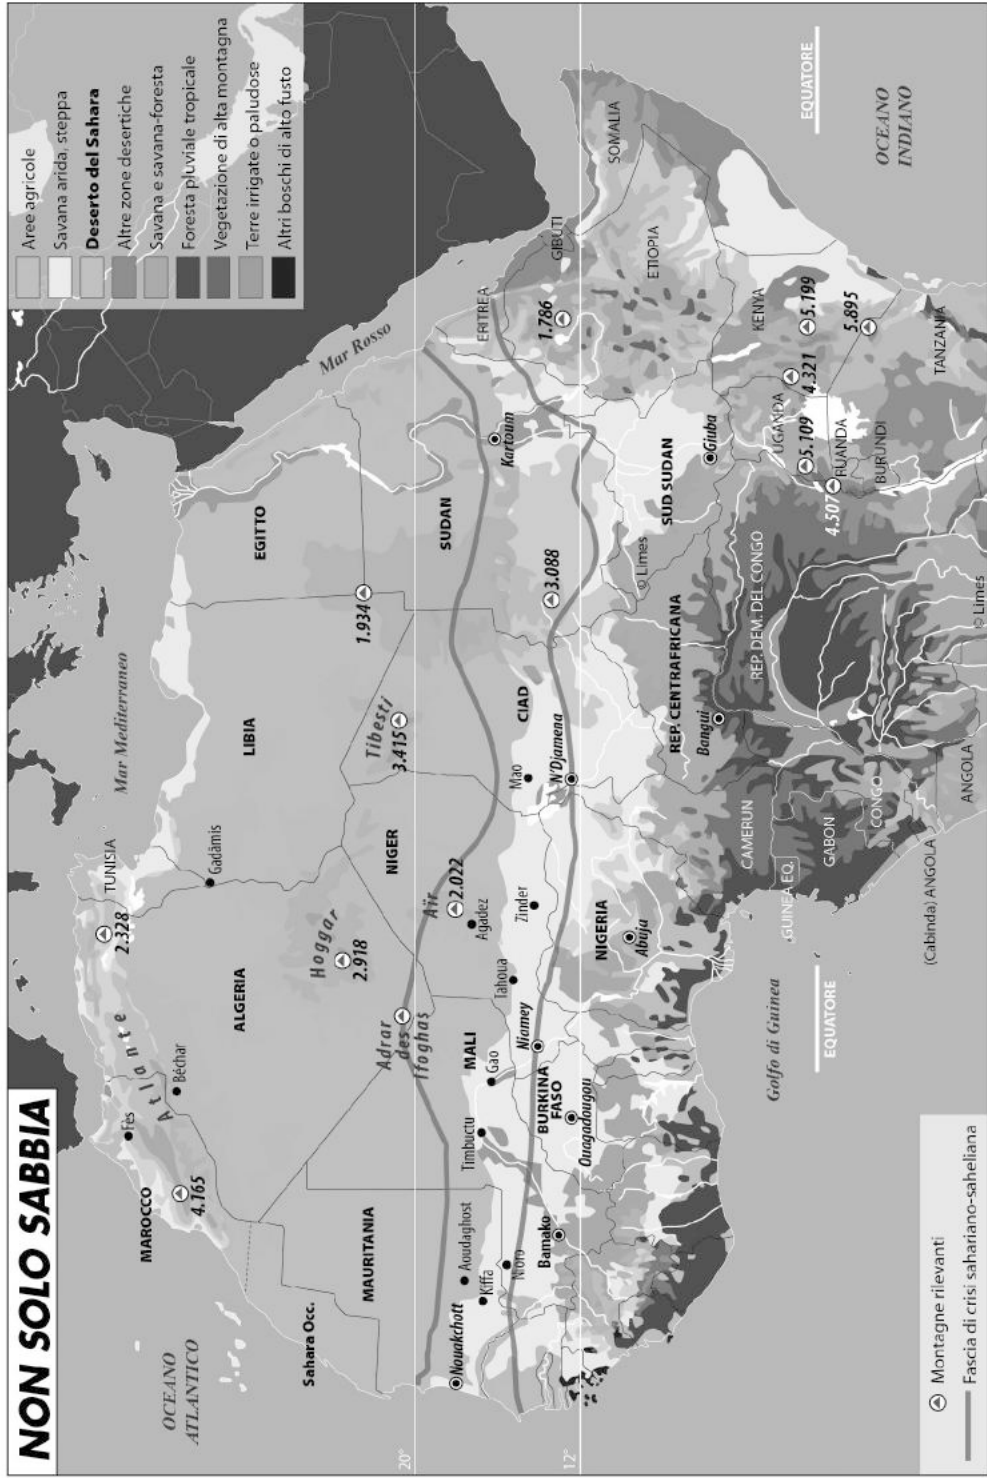 NON SOLO SABBIA
Aree agricole
Savana arida, steppa
Deserto del Sahara
Altre zone desertiche
Savana e savana-foresta
Foresta pluviale tropicale
Vegetazione di alta montagna
Terre irrigate o paludose
Altri boschi di alto fusto
OCEANO
ATLANTICO
Mar Mediterraneo
Mar Rosso
MAROCCO
Fes
4.165
Atlante
Béchar
2.328
TUNISIA
Gadāmis
ALGERIA
LIBIA
EGITTO
Sahara Occ.
Hoggar
2.918
Tibesti
3.415
1.934
MAURITANIA
Adrar
des
Ifoghas
NIGER
Aïr
2.022
Agadez
SUDAN
20°
Nouakchott
Aoudaghost
Kiffa
Nioro
Timbuctu
MALI
Gao
Tahoua
Zinder
Niamey
CIAD
Mao
N'Djamena
3.088
Kartoum
ERITREA
1.786
GIBUTI
12°
Bamako
BURKINA
FASO
Ouagadougou
NIGERIA
Abuja
© Limes
SUD SUDAN
Giuba
ETIOPIA
SOMALIA
REP. CENTRAFRICANA
Bangui
CAMERUN
GUINEA EQ.
GABON
CONGO
REP. DEM. DEL CONGO
UGANDA
5.109
4.507
RUANDA
BURUNDI
4.321
KENYA
5.199
5.895
TANZANIA
Golfo di Guinea
EQUATORE
EQUATORE
OCEANO
INDIANO
(Cabinda) ANGOLA
ANGOLA
© Limes
Montagne rilevanti
Fascia di crisi sahariano-saheliana